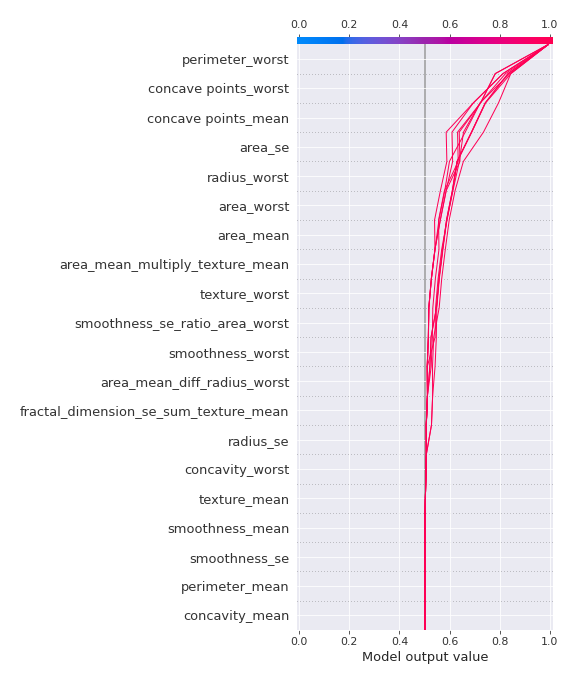 0.0 0.2 0.4 0.6 0.8 1.0
perimeter_worst
concave points_worst
concave points_mean
area_se
radius_worst
area_worst
area_mean
area_mean_multiply_texture_mean
texture_worst
smoothness_se_ratio_area_worst
smoothness_worst
area_mean_diff_radius_worst
fractal_dimension_se_sum_texture_mean
radius_se
concavity_worst
texture_mean
smoothness_mean
smoothness_se
perimeter_mean
concavity_mean
0.0 0.2 0.4 0.6 0.8 1.0
Model output value